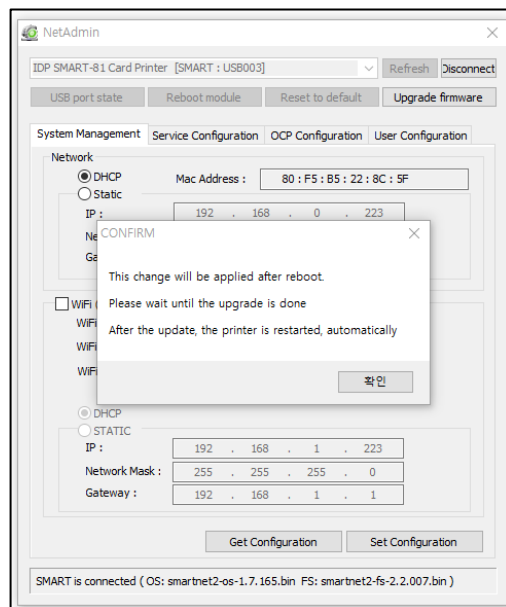 NetAdmin
IDP SMART-81 Card Printer [SMART : USB003]
Refresh
Disconnect
USB port state
Reboot module
Reset to default
Upgrade firmware
System Management
Service Configuration
OCP Configuration
User Configuration
Network
DHCP
Mac Address :
80 : F5 : B5 : 22 : 8C : 5F
Static
IP :
192 . 168 . 0 . 223
CONFIRM
This change will be applied after reboot.
Please wait until the upgrade is done
After the update, the printer is restarted, automatically
확인
WiFi
WiFi
WiFi
WiFi
DHCP
STATIC
IP :
192 . 168 . 1 . 223
Network Mask :
255 . 255 . 255 . 0
Gateway :
192 . 168 . 1 . 1
Get Configuration
Set Configuration
SMART is connected ( OS: smartnet2-os-1.7.165.bin FS: smartnet2-fs-2.2.007.bin )